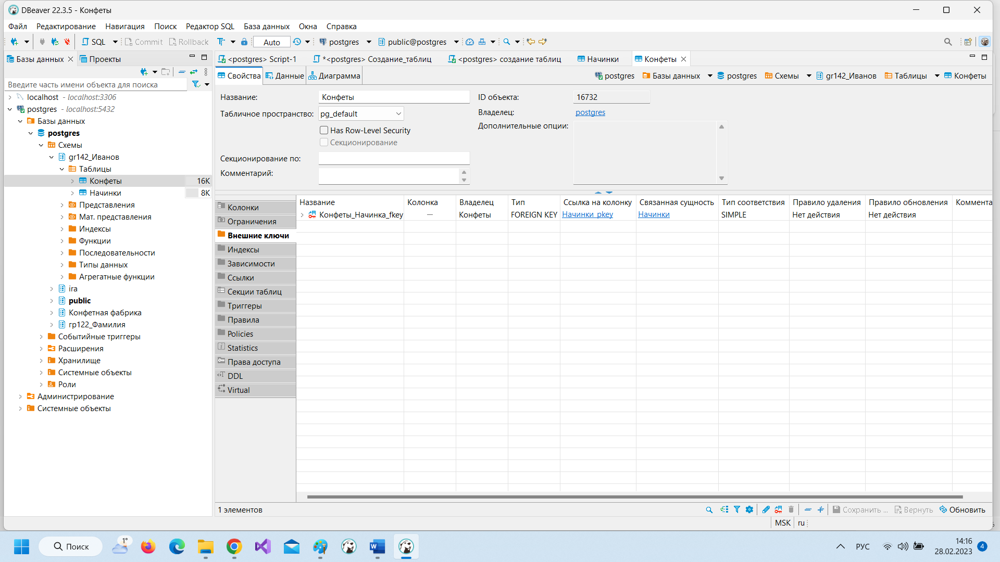 DBeaver 22.3.5 - Конфеты
Файл Редактирование Навигация Поиск Редактор SQL База данных Окна Справка
SQL Commit Rollback Auto postgres public@postgres
Базы данных Проекты
Введите часть имени объекта для поиска
localhost - localhost:3306
postgres - localhost:5432
Базы данных
postgres
Схемы
gr142_Иванов
Таблицы
Конфеты 16K
Начинки 8K
Представления
Мат. представления
Индексы
Функции
Последовательности
Типы данных
Агрегатные функции
ira
public
Конфетная фабрика
гр122_Фамилия
Событийные триггеры
Расширения
Хранилище
Системные объекты
Роли
Администрирование
Системные объекты
<postgres> Script-1 *<postgres> Создание_таблиц <postgres> создание таблиц Начинки Конфеты
Свойства Данные Диаграмма postgres Базы данных postgres Схемы gr142_Иванов Таблицы Конфеты
Название: Конфеты
Табличное пространство: pg_default
Has Row-Level Security
Секционирование
Секционирование по:
Комментарий:
ID объекта: 16732
Владелец: postgres
Дополнительные опции:
Колонки
Ограничения
Внешние ключи
Индексы
Зависимости
Ссылки
Секции таблиц
Триггеры
Правила
Policies
Statistics
Права доступа
DDL
Virtual
Название Колонка Владелец Тип Ссылка на колонку Связанная сущность Тип соответствия Правило удаления Правило обновления Коммента
Конфеты_Начинка_fkey — Конфеты FOREIGN KEY Начинки_pkey Начинки SIMPLE Нет действия Нет действия
1 элементов Сохранить ... Вернуть Обновить
MSK ru
Поиск 1° РУС 14:16
28.02.2023 4